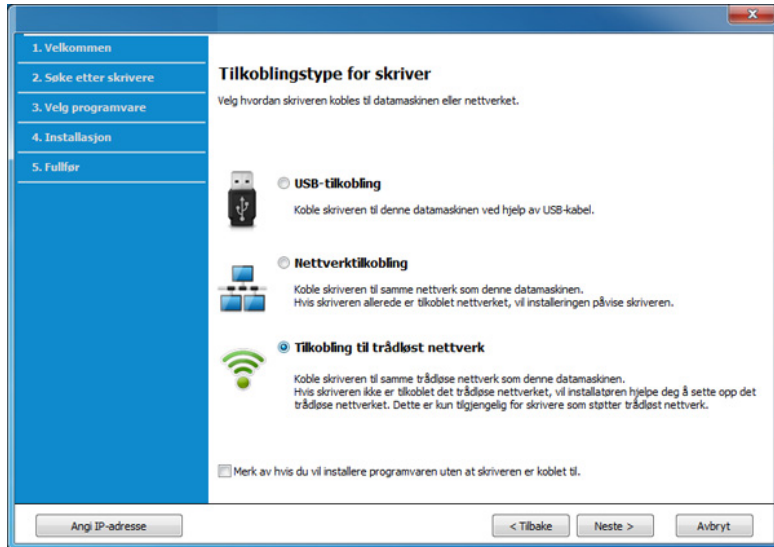 1. Velkommen
2. Søke etter skrivere
3. Velg programvare
4. Installasjon
5. Fullfør
Tilkoblingstype for skriver
Velg hvordan skriveren kobles til datamaskinen eller nettverket.
USB-tilkobling
Koble skriveren til denne datamaskinen ved hjelp av USB-kabel.
Nettverktilkobling
Koble skriveren til samme nettverk som denne datamaskinen.
Hvis skriveren allerede er tilkoblet nettverket, vil installeringen påvise skriveren.
Tilkobling til trådløst nettverk
Koble skriveren til samme trådløse nettverk som denne datamaskinen.
Hvis skriveren ikke er tilkoblet det trådløse nettverket, vil installatøren hjelpe deg å sette opp det
trådløse nettverket. Dette er kun tilgjengelig for skrivere som støtter trådløst nettverk.
Merk av hvis du vil installere programvaren uten at skriveren er koblet til.
Angi IP-adresse
< Tilbake
Neste >
Avbryt